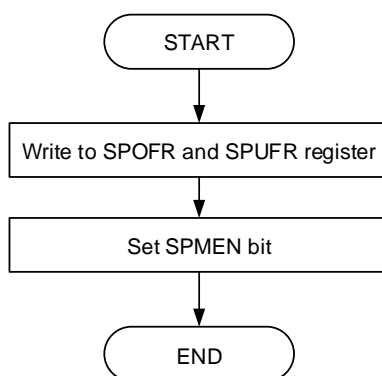 START
Write to SPOFR and SPUFR register
Set SPMEN bit
END